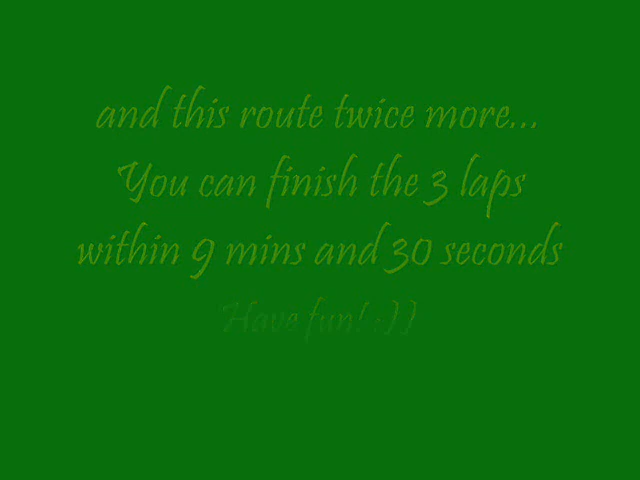 and this route twice more...
You can finish the 3 laps
within 9 mins and 30 seconds
Have fun! :))